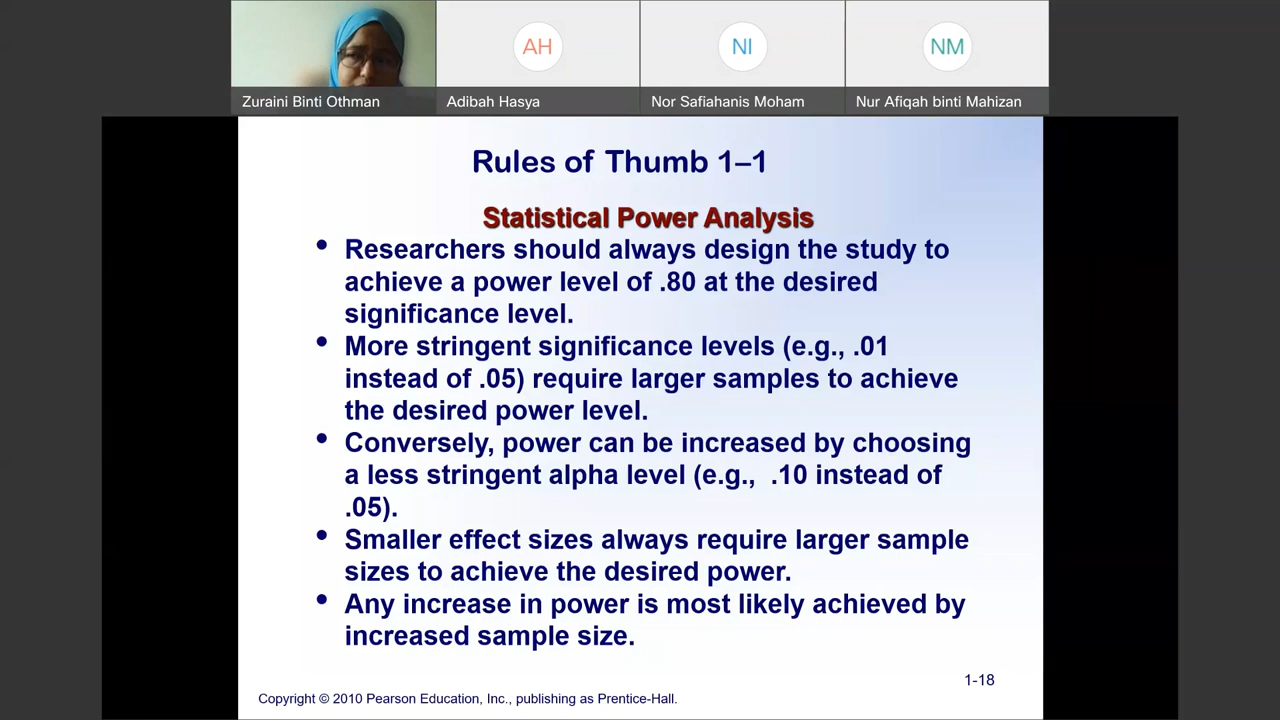 AH
NI
NM
Zuraini Binti Othman
Adibah Hasya
Nor Safiahanis Moham
Nur Afiqah binti Mahizan
Rules of Thumb 1–1
Statistical Power Analysis
• Researchers should always design the study to
achieve a power level of .80 at the desired
significance level.
• More stringent significance levels (e.g., .01
instead of .05) require larger samples to achieve
the desired power level.
• Conversely, power can be increased by choosing
a less stringent alpha level (e.g., .10 instead of
.05).
• Smaller effect sizes always require larger sample
sizes to achieve the desired power.
• Any increase in power is most likely achieved by
increased sample size.
1-18
Copyright © 2010 Pearson Education, Inc., publishing as Prentice-Hall.